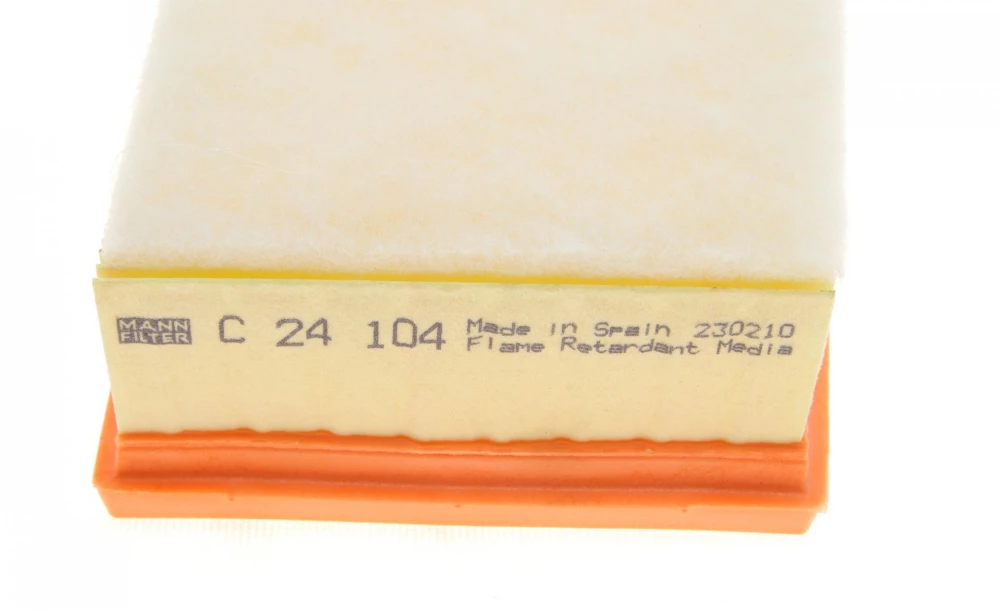 MANN
FILTER
C 24 104
Made in Spain 230210
Flame Retardant Media